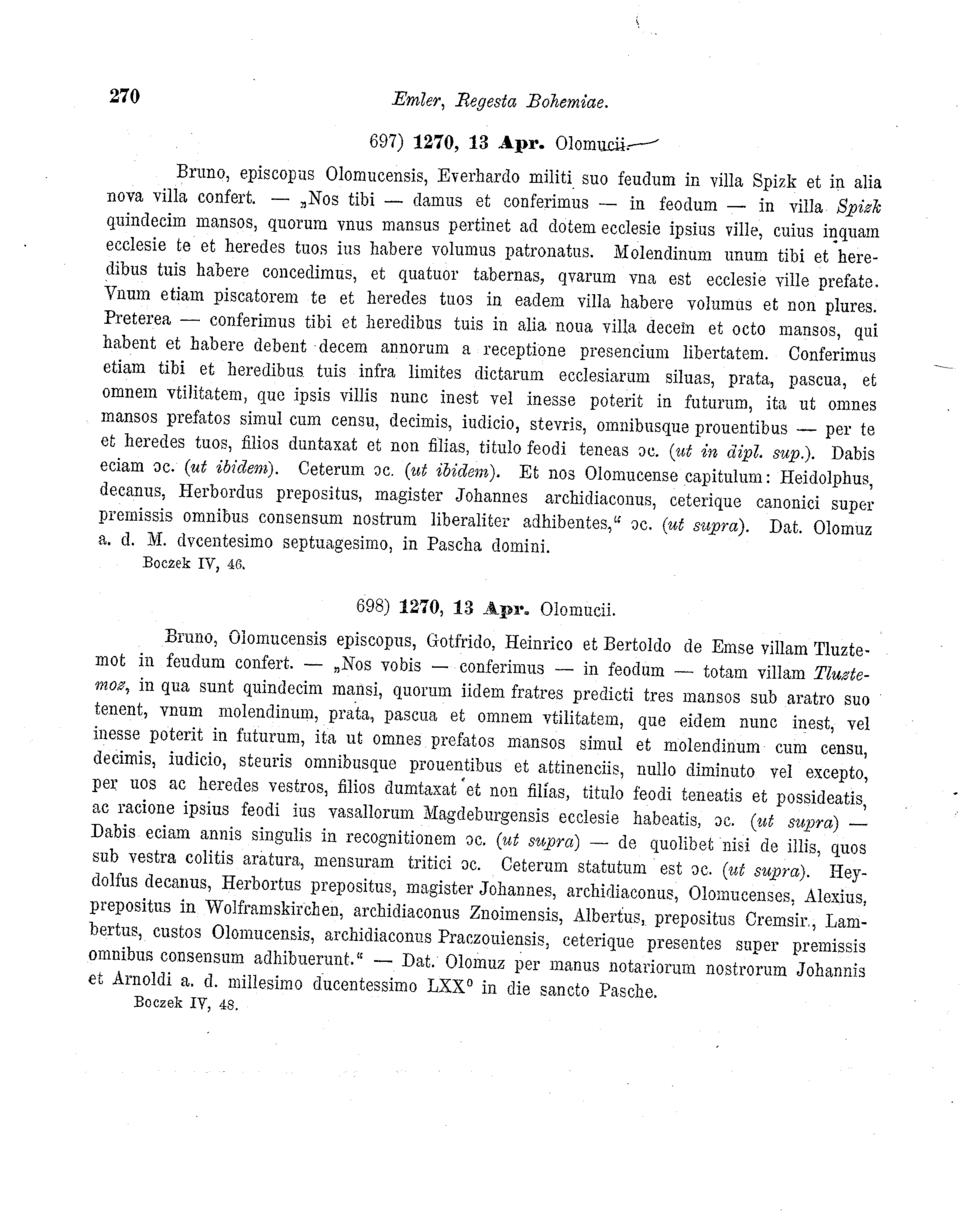 270
Emler, Regesta Bohemiae.
697) 1270, 13 Apr. Olomucii.
Bruno, episcopus Olomucensis, Everhardo militi suo feudum in villa Spizk et in alia
nova villa confert. — „Nos tibi — damus et conferimus — in feodum — in villa Spizk
quindecim mansos, quorum vnus mansus pertinet ad dotem ecclesie ipsius ville, cuius inquam
ecclesie te et heredes tuos ius habere volumus patronatus. Molendinum unum tibi et here-
dibus tuis habere concedimus, et quatuor tabernas, qvarum vna est ecclesie ville prefate.
Vnum etiam piscatorem te et heredes tuos in eadem villa habere volumus et non plures.
Preterea — conferimus tibi et heredibus tuis in alia noua villa decem et octo mansos, qui
habent et habere debent decem annorum a receptione presencium libertatem. Conferimus
etiam tibi et heredibus tuis infra limites dictarum ecclesiarum siluas, prata, pascua, et
omnem vtilitatem, que ipsis villis nunc inest vel inesse poterit in futurum, ita ut omnes
mansos prefatos simul cum censu, decimis, iudicio, stevris, omnibusque prouentibus — per te
et heredes tuos, filios duntaxat et non filias, titulo feodi teneas ɔc. (ut in dipl. sup.). Dabis
eciam ɔc. (ut ibidem). Ceterum ɔc. (ut ibidem). Et nos Olomucense capitulum: Heidolphus,
decanus, Herbordus prepositus, magister Johannes archidiaconus, ceterique canonici super
premissis omnibus consensum nostrum liberaliter adhibentes,“ ɔc. (ut supra). Dat. Olomuz
a. d. M. dvcentesimo septuagesimo, in Pascha domini.
Boczek IV, 46.
698) 1270, 13 Apr. Olomucii.
Bruno, Olomucensis episcopus, Gotfrido, Heinrico et Bertoldo de Emse villam Tluzte-
mot in feudum confert. — „Nos vobis — conferimus — in feodum — totam villam Tluzte-
moz, in qua sunt quindecim mansi, quorum iidem fratres predicti tres mansos sub aratro suo
tenent, vnum molendinum, prata, pascua et omnem vtilitatem, que eidem nunc inest, vel
inesse poterit in futurum, ita ut omnes prefatos mansos simul et molendinum cum censu,
decimis, iudicio, steuris omnibusque prouentibus et attinenciis, nullo diminuto vel excepto,
per uos ac heredes vestros, filios dumtaxat et non filias, titulo feodi teneatis et possideatis,
ac racione ipsius feodi ius vasallorum Magdeburgensis ecclesie habeatis, ɔc. (ut supra) —
Dabis eciam annis singulis in recognitionem ɔc. (ut supra) — de quolibet nisi de illis, quos
sub vestra colitis aratura, mensuram tritici ɔc. Ceterum statutum est ɔc. (ut supra). Hey-
dolfus decanus, Herbortus prepositus, magister Johannes, archidiaconus, Olomucenses, Alexius,
prepositus in Wolframskirchen, archidiaconus Znoimensis, Albertus, prepositus Cremsir., Lam-
bertus, custos Olomucensis, archidiaconus Praczouiensis, ceterique presentes super premissis
omnibus consensum adhibuerunt.“ — Dat. Olomuz per manus notariorum nostrorum Johannis
et Arnoldi a. d. millesimo ducentessimo LXX⁰ in die sancto Pasche.
Boczek IV, 48.